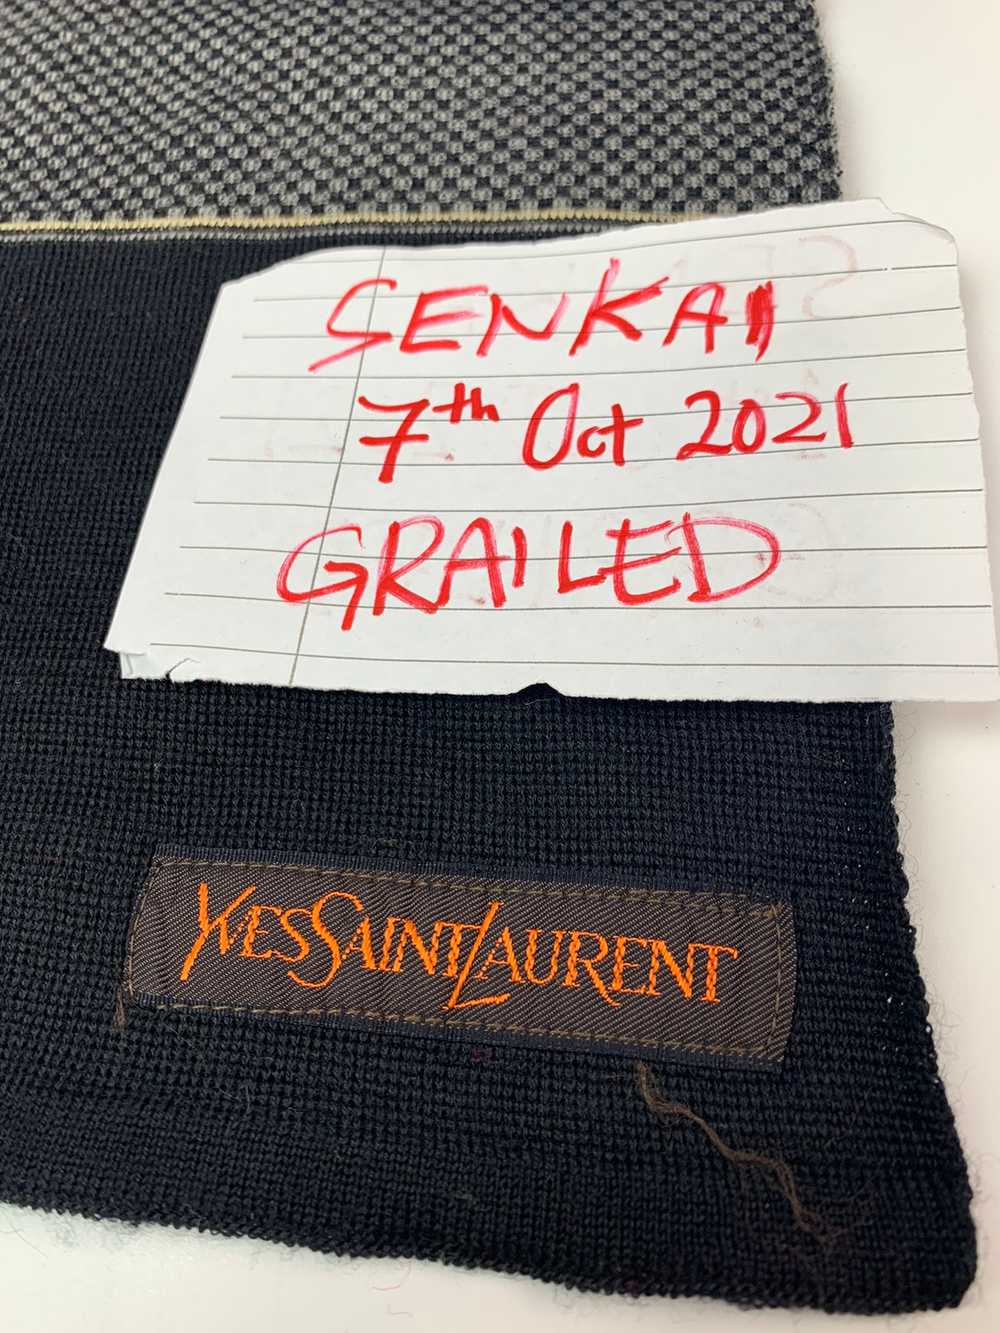 SENKAI
7th Oct 2021
GRAILED
YVESSAINTLAURENT